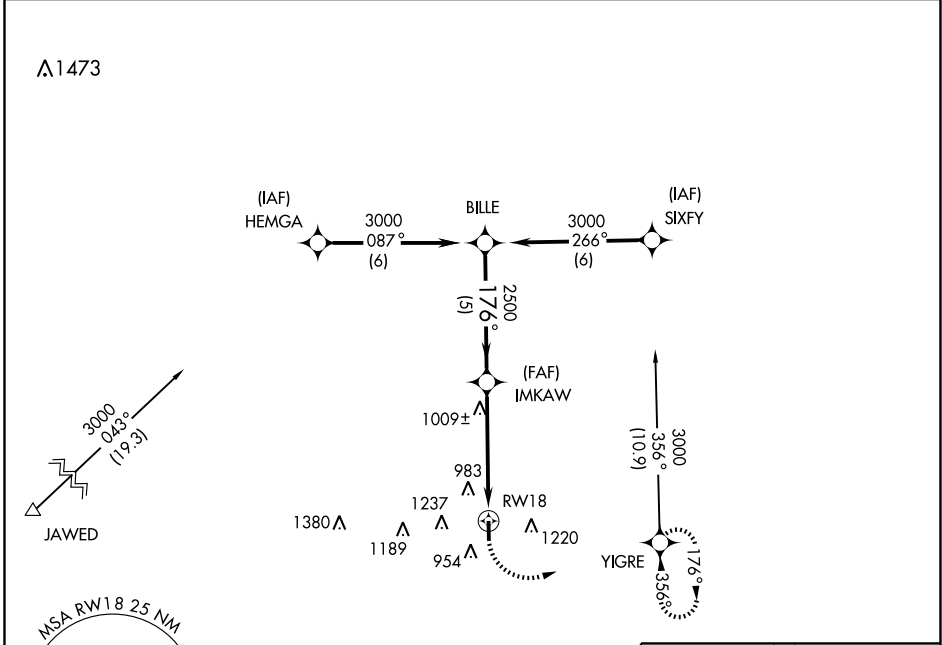 1473
(IAF)
HEMGA
3000
087°
(6)
BILLE
(IAF)
SIXFY
3000
266°
(6)
2500
176°
(5)
(FAF)
IMKAW
1009±
983
RW18
1237
1380
1189
954
1220
3000
043°
(19.3)
JAWED
3000
356°
(10.9)
YIGRE
176°
356°
MSA RW18 25 NM